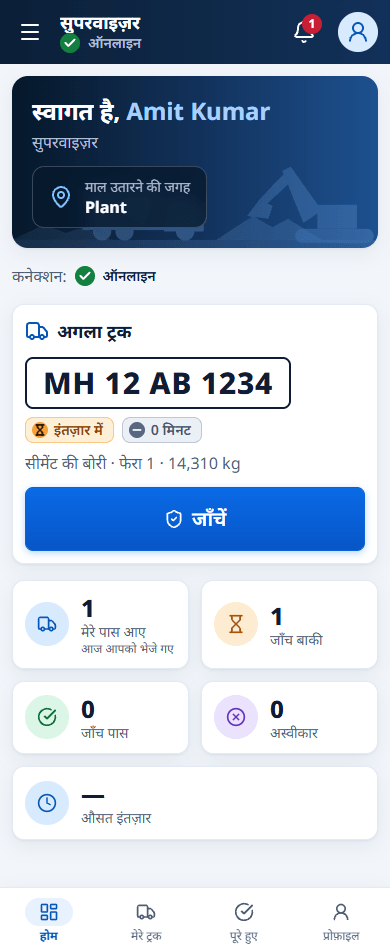 सुपरवाइज़र
ऑनलाइन
1
स्वागत है, Amit Kumar
सुपरवाइज़र
माल उतारने की जगह
Plant
कनेक्शन: ऑनलाइन
अगला ट्रक
MH 12 AB 1234
इंतज़ार में
0 मिनट
सीमेंट की बोरी · फेरा 1 · 14,310 kg
जाँचें
1
मेरे पास आए
आज आपको भेजे गए
1
जाँच बाकी
0
जाँच पास
0
अस्वीकार
—
औसत इंतज़ार
होम
मेरे ट्रक
पूरे हुए
प्रोफ़ाइल